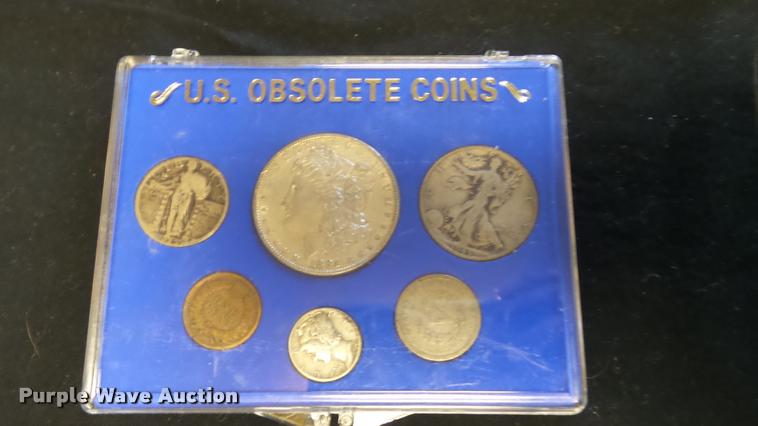 U.S. OBSOLETE COINS
Purple Wave Auction